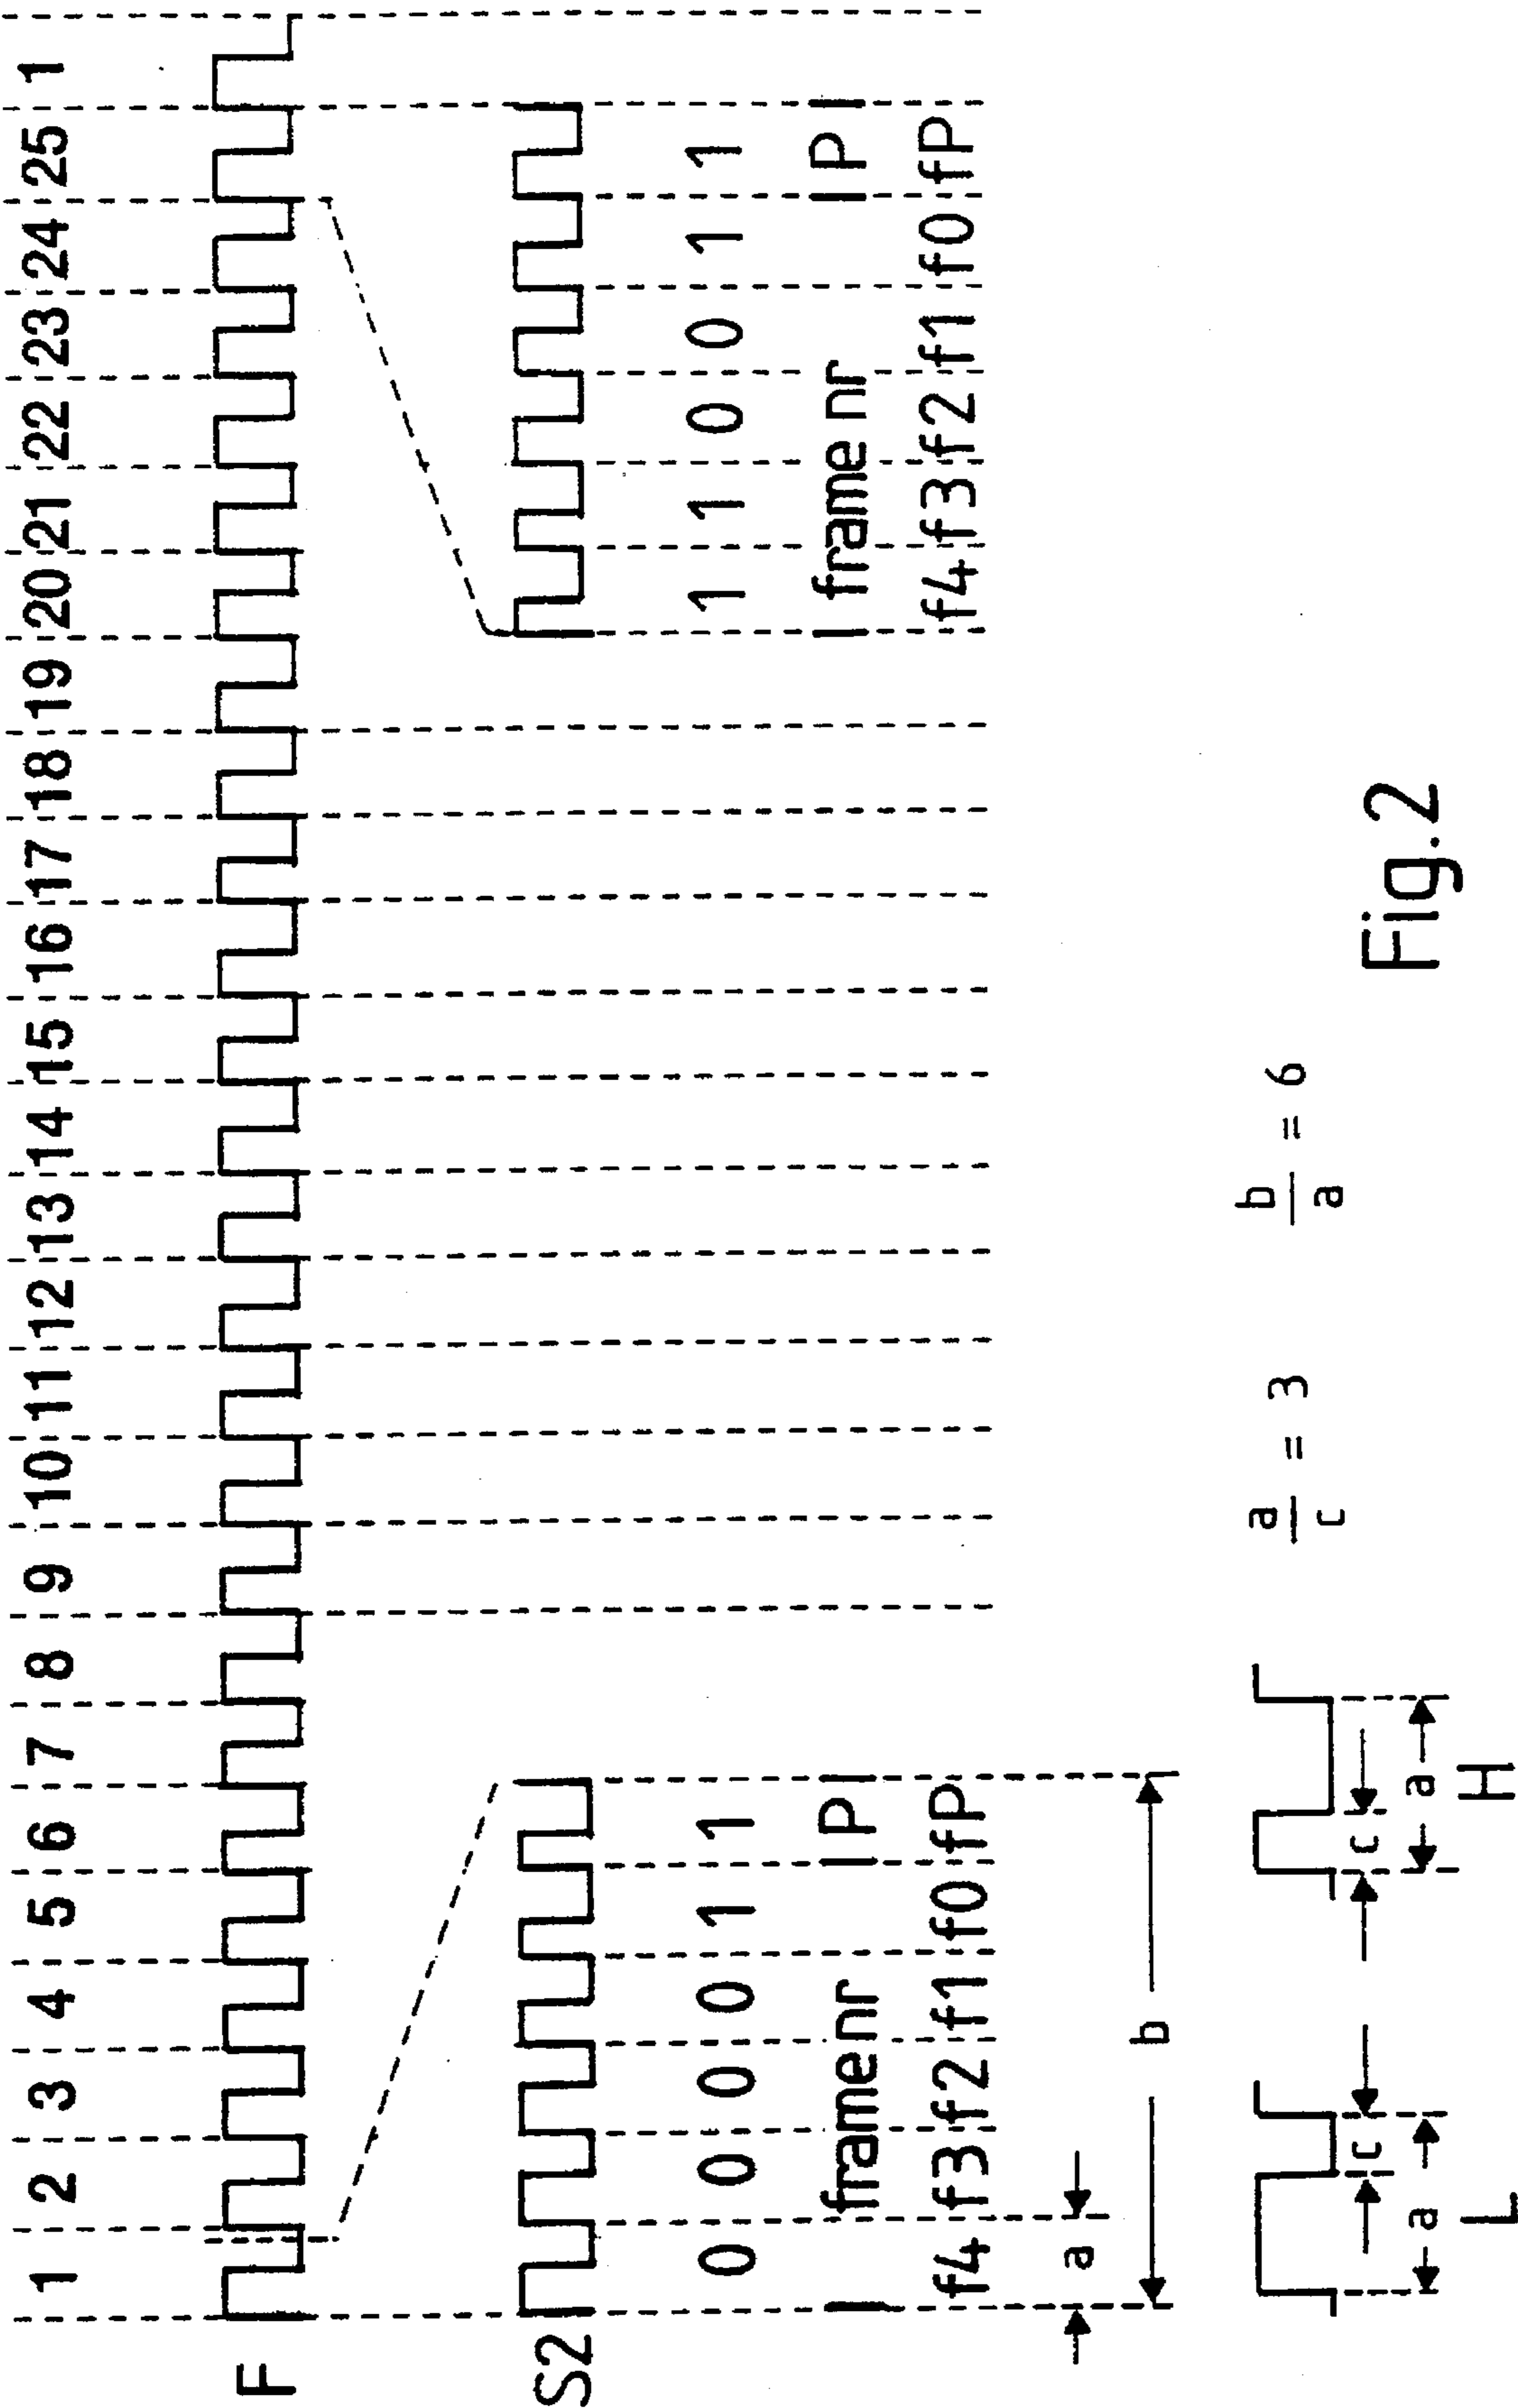 1 2 3 4 5 6 7 8 9 10 11 12 13 14 15 16 17 18 19 20 21 22 23 24 25 1
F
S2
0 0 0 0 1 1
1 1 0 0 1 1
frame nr P
frame nr P
f4 f3 f2 f1 f0 fP
f4 f3 f2 f1 f0 fP
a
b
c c
a a
L H
a/c = 3
b/a = 6
Fig.2